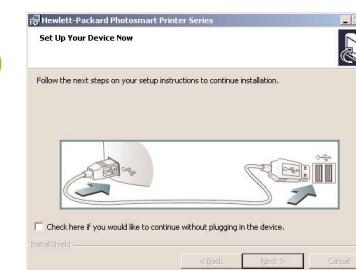 Hewlett-Packard Photosmart Printer Series
Set Up Your Device Now
Follow the next steps on your setup instructions to continue installation.
Check here if you would like to continue without plugging in the device.
InstallShield
< Back
Next >
Cancel